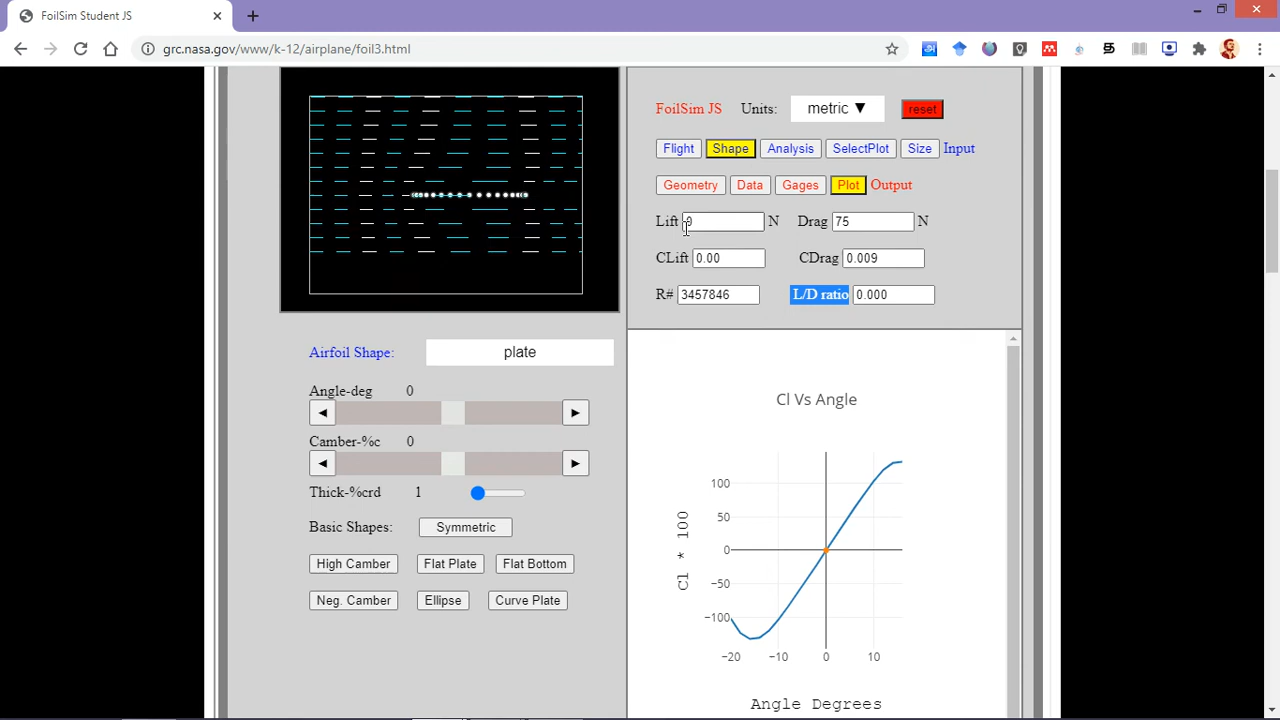 FoilSim Student JS
grc.nasa.gov/www/k-12/airplane/foil3.html
FoilSim JS Units: metric ▼ reset
Flight Shape Analysis SelectPlot Size Input
Geometry Data Gages Plot Output
Lift 0 N Drag 75 N
CLift 0.00 CDrag 0.009
R# 3457846 L/D ratio 0.000
Airfoil Shape: plate
Angle-deg 0
Camber-%c 0
Thick-%crd 1
Basic Shapes: Symmetric
High Camber Flat Plate Flat Bottom
Neg. Camber Ellipse Curve Plate
Cl Vs Angle
Cl * 100
100
50
0
−50
−100
−20 −10 0 10
Angle Degrees